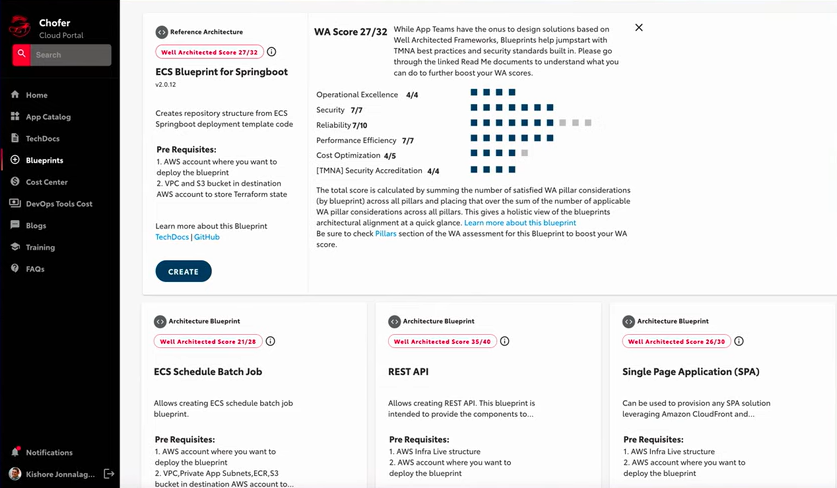 Chofer
Cloud Portal
Search
Home
App Catalog
TechDocs
Blueprints
Cost Center
DevOps Tools Cost
Blogs
Training
FAQs
Notifications
Kishore Jonnalag...
Reference Architecture
Well Architected Score 27/32
ECS Blueprint for Springboot
v2.0.12
Creates repository structure from ECS
Springboot deployment template code
Pre Requisites:
1. AWS account where you want to
deploy the blueprint
2. VPC and S3 bucket in destination
AWS account to store Terraform state
Learn more about this Blueprint
TechDocs | GitHub
CREATE
WA Score 27/32
While App Teams have the onus to design solutions based on
Well Architected Frameworks, Blueprints help jumpstart with
TMNA best practices and security standards built in. Please go
through the linked Read Me documents to understand what you
can do to further boost your WA scores.
Operational Excellence 4/4
Security 7/7
Reliability 7/10
Performance Efficiency 7/7
Cost Optimization 4/5
[TMNA] Security Accreditation 4/4
The total score is calculated by summing the number of satisfied WA pillar considerations
(by blueprint) across all pillars and placing that over the sum of the number of applicable
WA pillar considerations across all pillars. This gives a holistic view of the blueprints
architectural alignment at a quick glance. Learn more about this blueprint
Be sure to check Pillars section of the WA assessment for this Blueprint to boost your WA
score.
Architecture Blueprint
Well Architected Score 21/28
ECS Schedule Batch Job
Allows creating ECS schedule batch job
blueprint.
Pre Requisites:
1. AWS account where you want to
deploy the blueprint
2. VPC,Private App Subnets,ECR,S3
bucket in destination AWS account to...
Architecture Blueprint
Well Architected Score 35/40
REST API
Allows creating REST API. This blueprint is
intended to provide the components to...
Pre Requisites:
1. AWS Infra Live structure
2. AWS account where you want to
deploy the blueprint
Architecture Blueprint
Well Architected Score 26/30
Single Page Application (SPA)
Can be used to provision any SPA solution
leveraging Amazon CloudFront and...
Pre Requisites:
1. AWS Infra Live structure
2. AWS account where you want to
deploy the blueprint